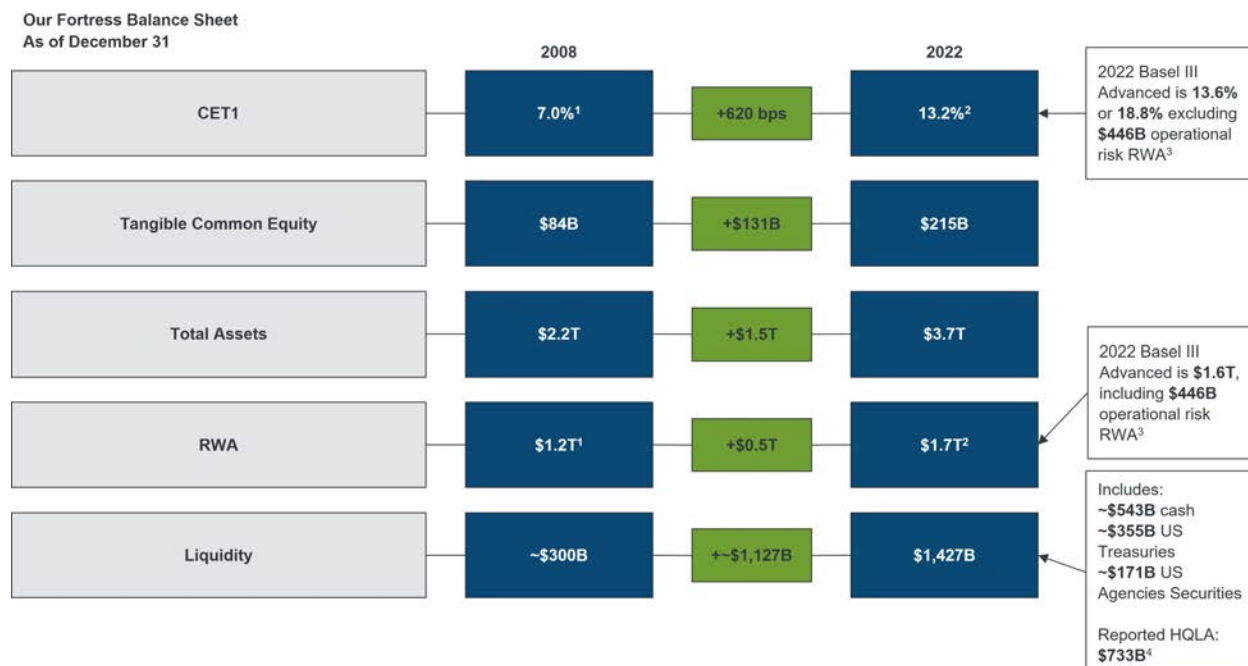 Our Fortress Balance Sheet
As of December 31
2008
2022
CET1
7.0%¹
+620 bps
13.2%²
2022 Basel III
Advanced is 13.6%
or 18.8% excluding
$446B operational
risk RWA³
Tangible Common Equity
$84B
+$131B
$215B
Total Assets
$2.2T
+$1.5T
$3.7T
2022 Basel III
Advanced is $1.6T,
including $446B
operational risk
RWA³
RWA
$1.2T¹
+$0.5T
$1.7T²
Liquidity
~$300B
+~$1,127B
$1,427B
Includes:
~$543B cash
~$355B US
Treasuries
~$171B US
Agencies Securities
Reported HQLA:
$733B⁴